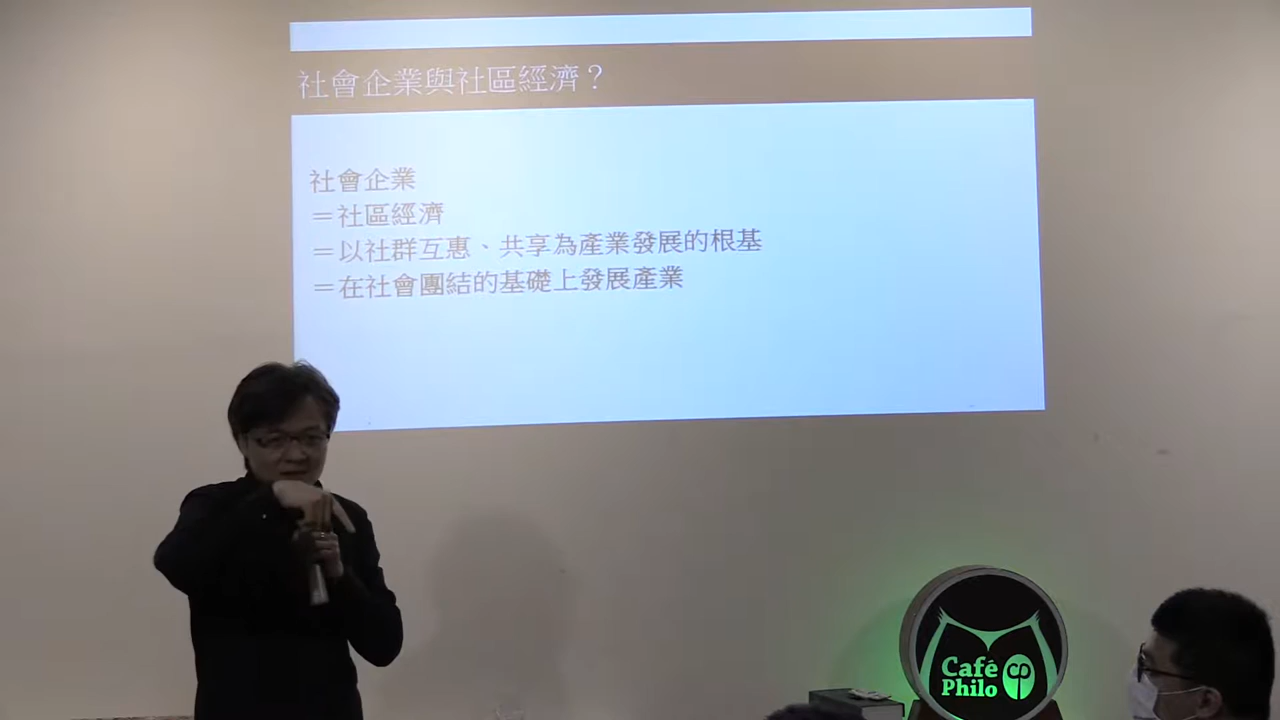 社會企業與社區經濟？
社會企業
＝社區經濟
＝以社群互惠、共享為產業發展的根基
＝在社會團結的基礎上發展產業
Café
Philo